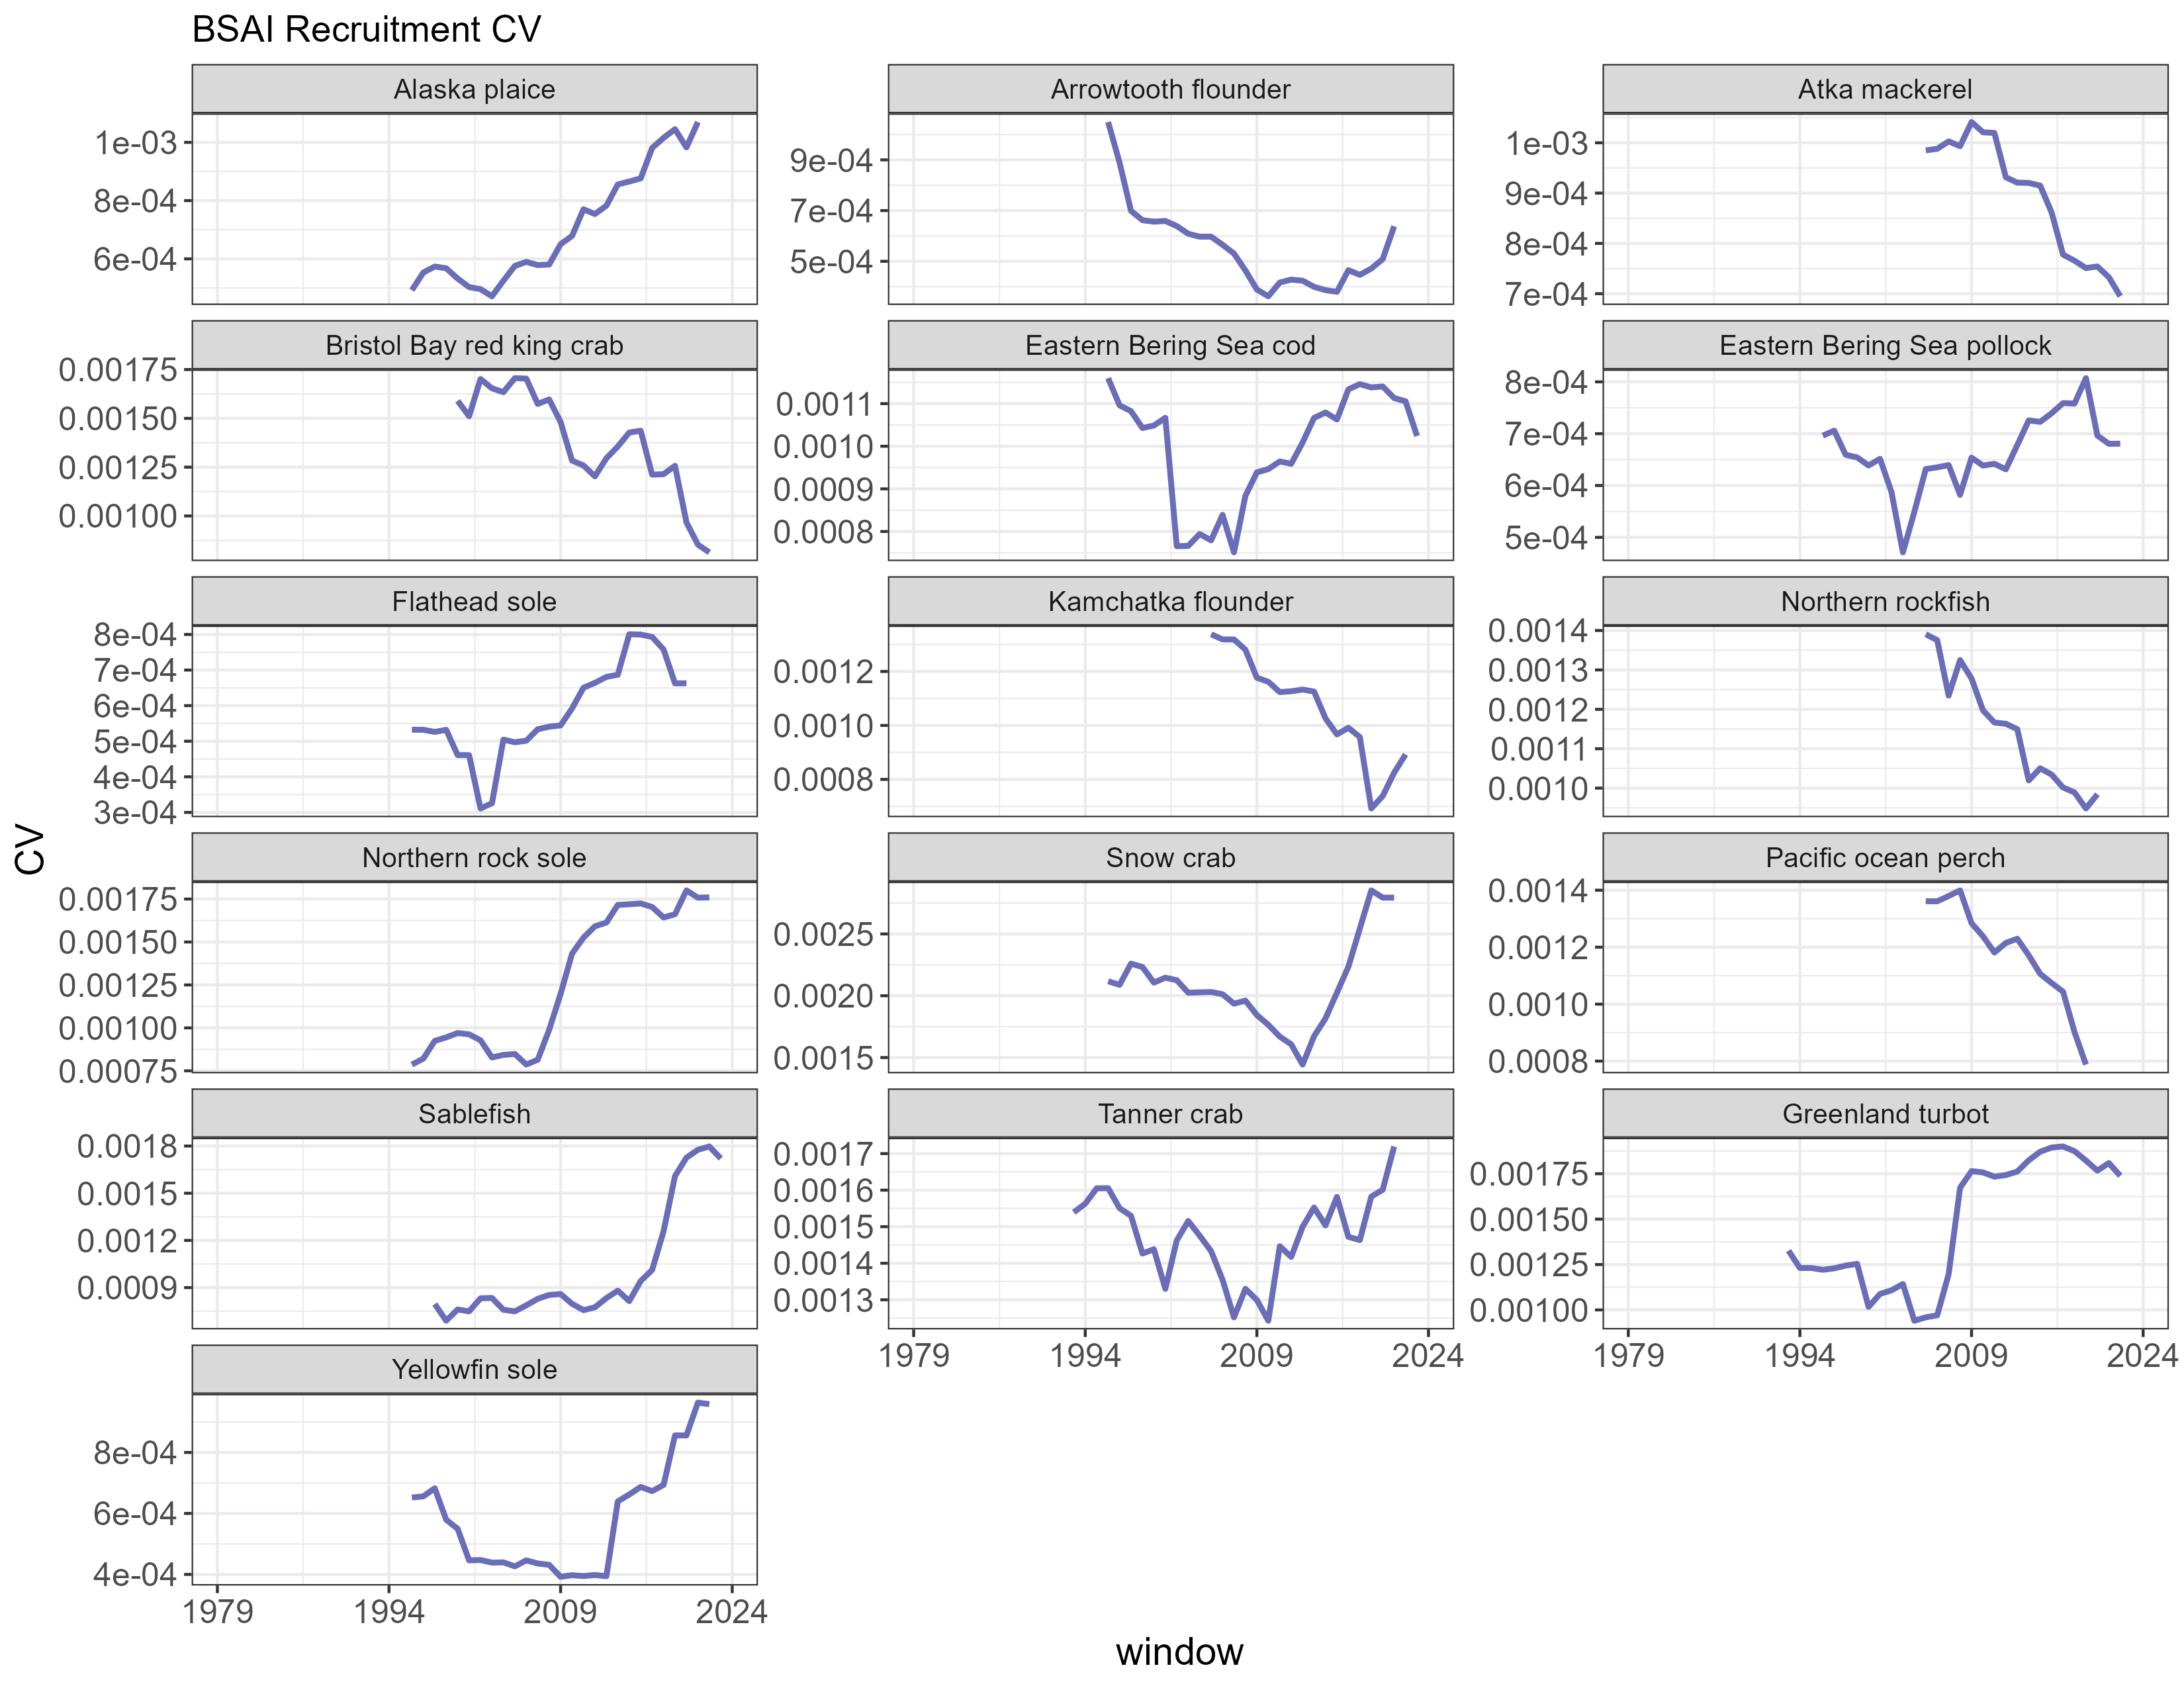 BSAI Recruitment CV
Alaska plaice
Arrowtooth flounder
Atka mackerel
1e-03
8e-04
6e-04
9e-04
7e-04
5e-04
1e-03
9e-04
8e-04
7e-04
Bristol Bay red king crab
Eastern Bering Sea cod
Eastern Bering Sea pollock
0.00175
0.00150
0.00125
0.00100
0.0011
0.0010
0.0009
0.0008
8e-04
7e-04
6e-04
5e-04
Flathead sole
Kamchatka flounder
Northern rockfish
8e-04
7e-04
6e-04
5e-04
4e-04
3e-04
0.0012
0.0010
0.0008
0.0014
0.0013
0.0012
0.0011
0.0010
CV
Northern rock sole
Snow crab
Pacific ocean perch
0.00175
0.00150
0.00125
0.00100
0.00075
0.0025
0.0020
0.0015
0.0014
0.0012
0.0010
0.0008
Sablefish
Tanner crab
Greenland turbot
0.0018
0.0015
0.0012
0.0009
0.0017
0.0016
0.0015
0.0014
0.0013
0.00175
0.00150
0.00125
0.00100
1979 1994 2009 2024
1979 1994 2009 2024
Yellowfin sole
8e-04
6e-04
4e-04
1979 1994 2009 2024
window